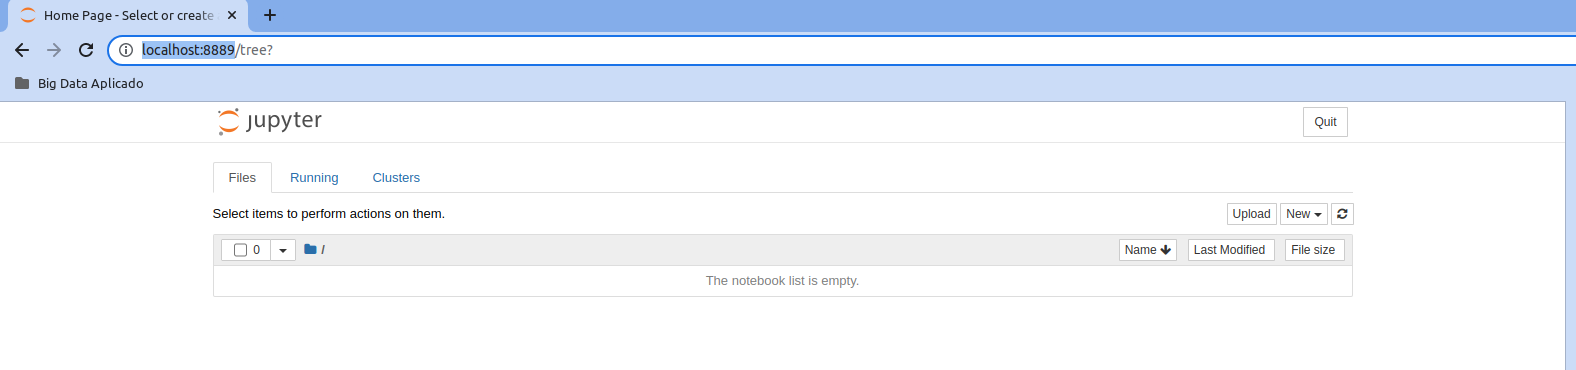 Home Page - Select or create
localhost:8889/tree?
Big Data Aplicado
jupyter
Quit
Files Running Clusters
Select items to perform actions on them.
Upload New
0 / Name Last Modified File size
The notebook list is empty.